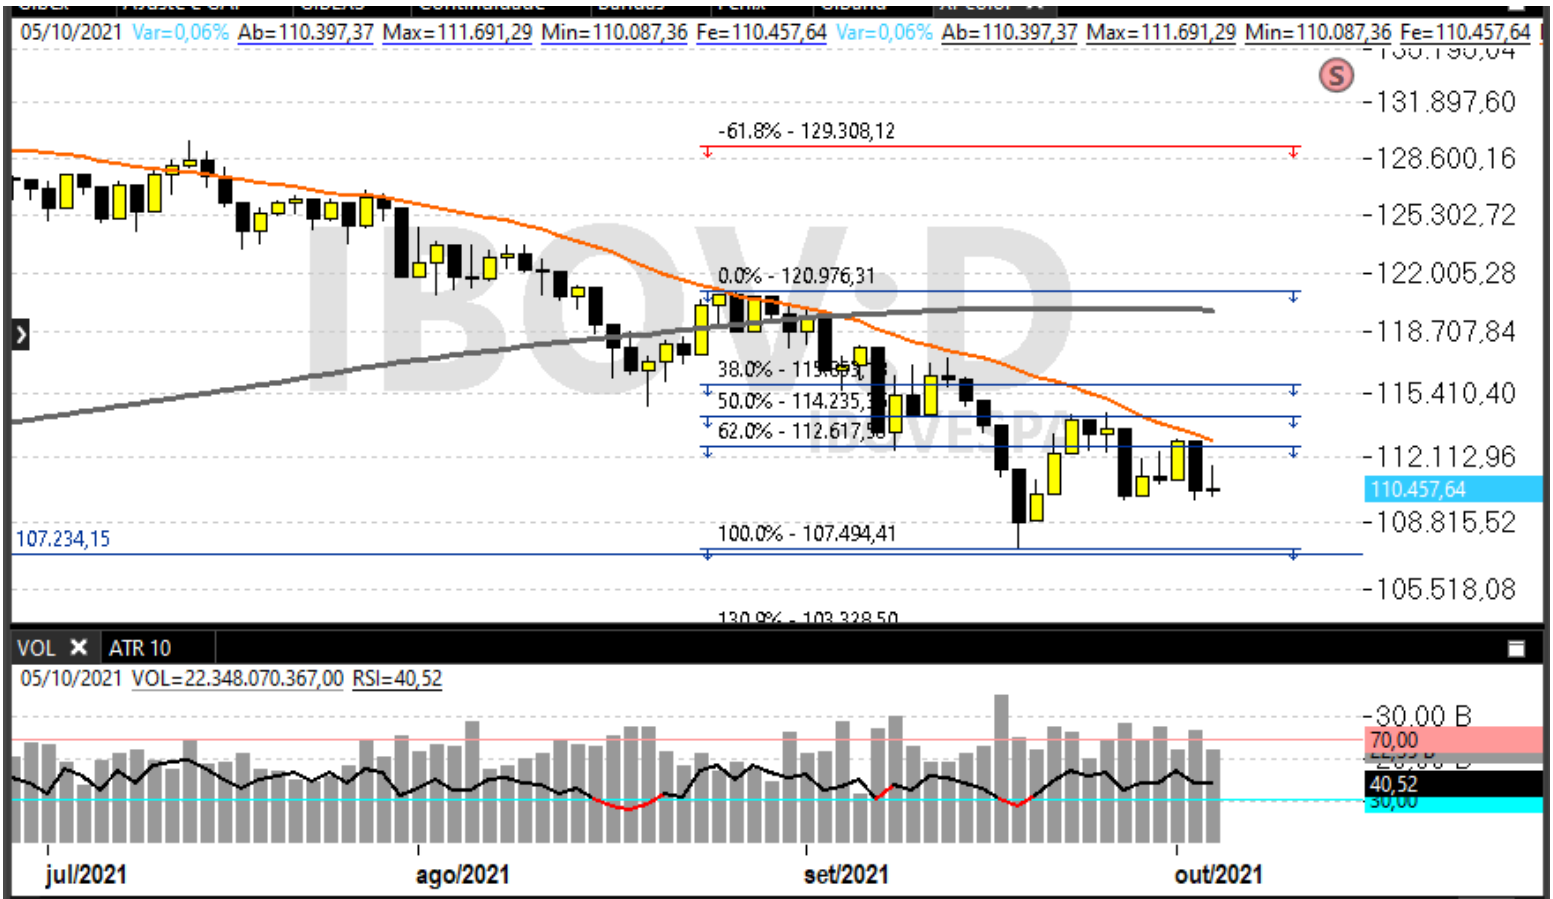 05/10/2021 Var=0,06% Ab=110.397,37 Max=111.691,29 Min=110.087,36 Fe=110.457,64 Var=0,06% Ab=110.397,37 Max=111.691,29 Min=110.087,36 Fe=110.457,64
S
131.897,60
-61.8% - 129.308,12
128.600,16
125.302,72
IBOV:D
0.0% - 120.976,31
122.005,28
118.707,84
38.0% -
115.410,40
50.0% - 114.235,
IBOVESPA
62.0% - 112.617,
112.112,96
110.457,64
108.815,52
100.0% - 107.494,41
107.234,15
105.518,08
130.9% - 103.328,50
VOL ATR 10
05/10/2021 VOL=22.348.070.367,00 RSI=40,52
30,00 B
70,00
40,52
30,00
jul/2021 ago/2021 set/2021 out/2021